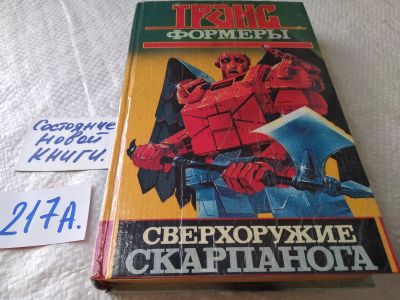 ТРАНС
ФОРМЕРЫ
Состояние
новой
книги.
217А.
СВЕРХОРУЖИЕ
СКАРПАНОГА